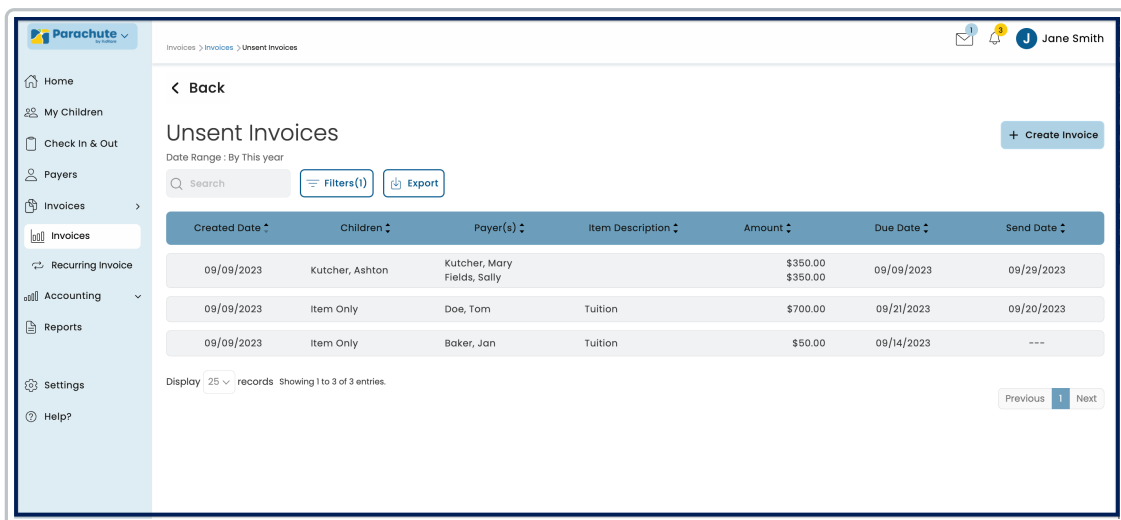 Parachute
Invoices > Invoices > Unsent Invoices
1
3
J Jane Smith
Home
My Children
Check In & Out
Payers
Invoices
Invoices
Recurring Invoice
Accounting
Reports
Settings
Help?
Back
Unsent Invoices
+ Create Invoice
Date Range : By This year
Search Filters(1) Export
Created Date Children Payer(s) Item Description Amount Due Date Send Date
09/09/2023 Kutcher, Ashton Kutcher, Mary $350.00 09/09/2023 09/29/2023
Fields, Sally $350.00
09/09/2023 Item Only Doe, Tom Tuition $700.00 09/21/2023 09/20/2023
09/09/2023 Item Only Baker, Jan Tuition $50.00 09/14/2023 ---
Display 25 records Showing 1 to 3 of 3 entries.
Previous 1 Next